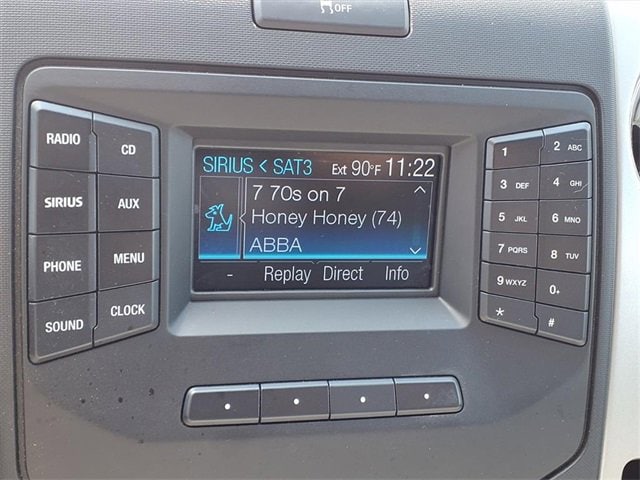 OFF
RADIO
CD
SIRIUS
AUX
PHONE
MENU
SOUND
CLOCK
SIRIUS < SAT3 Ext 90°F 11:22
7 70s on 7
Honey Honey (74)
ABBA
- Replay Direct Info
1
2 ABC
3 DEF
4 GHI
5 JKL
6 MNO
7 PQRS
8 TUV
9 WXYZ
0+
*
#